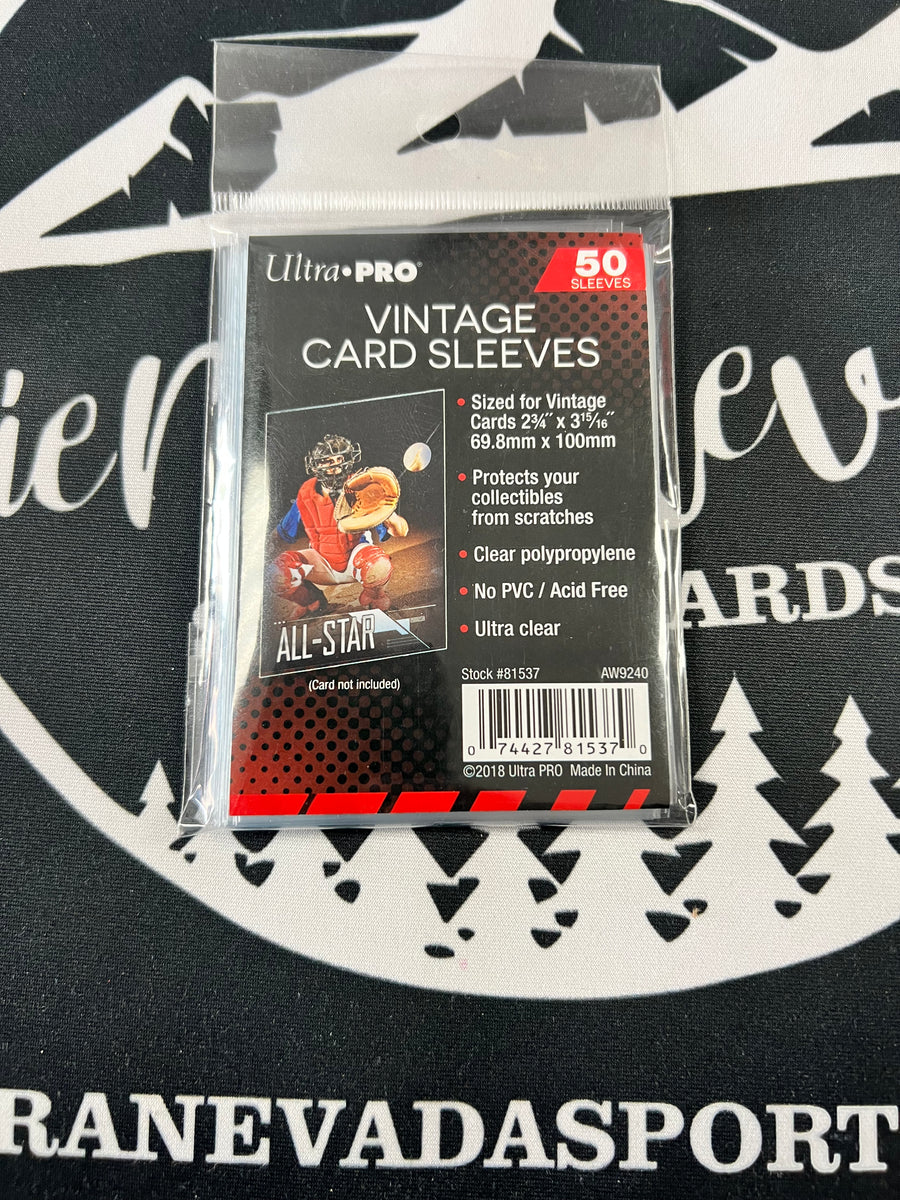 Ultra•PRO®
50
SLEEVES
VINTAGE
CARD SLEEVES
• Sized for Vintage
Cards 2¾″ x 3¹⁵⁄₁₆″
69.8mm x 100mm
• Protects your
collectibles
from scratches
• Clear polypropylene
• No PVC / Acid Free
• Ultra clear
ALL-STAR
(Card not included)
Stock #81537 AW9240
0 74427 81537 0
©2018 Ultra PRO Made In China
ier
ev
ARDS
RANEVADASPORT